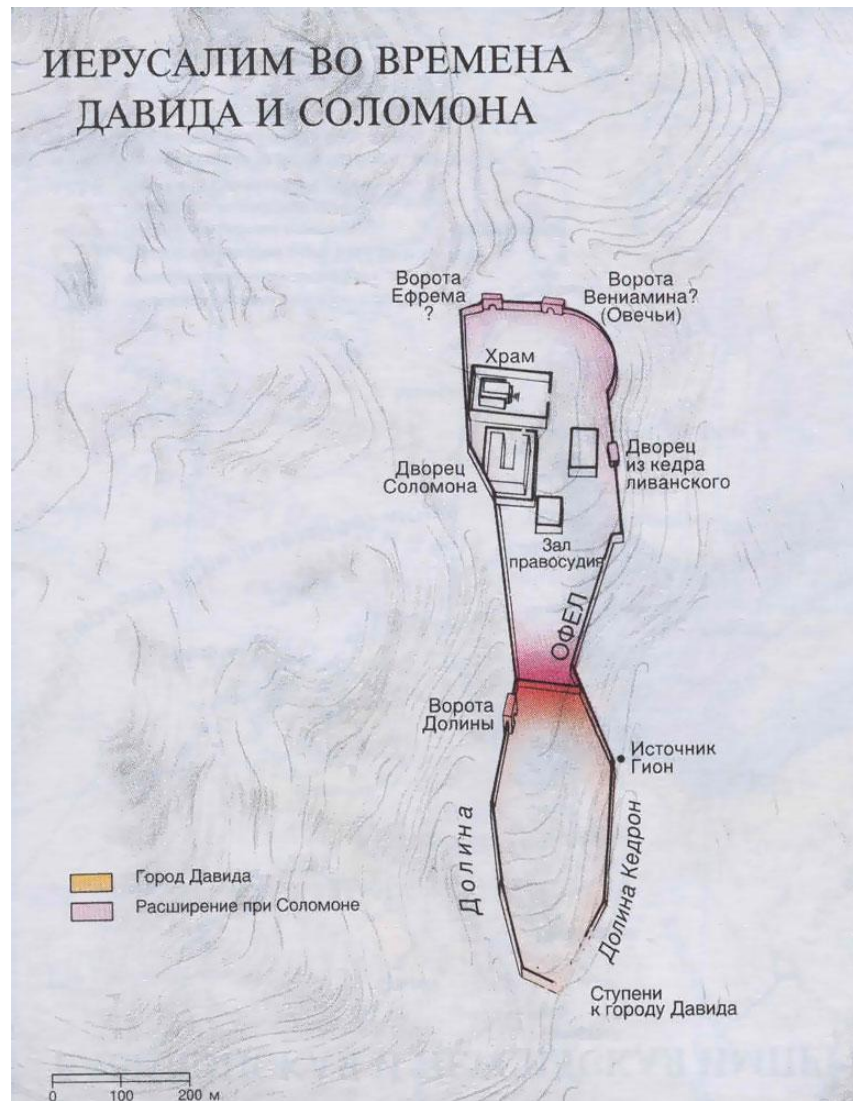 ИЕРУСАЛИМ ВО ВРЕМЕНА
ДАВИДА И СОЛОМОНА
Ворота
Ефрема
?
Ворота
Вениамина?
(Овечьи)
Храм
Дворец
Соломона
Дворец
из кедра
ливанского
Зал
правосудия
ОФЕЛ
Ворота
Долины
Источник
Гион
Долина
Долина Кедрон
Город Давида
Расширение при Соломоне
Ступени
к городу Давида
0 100 200 м